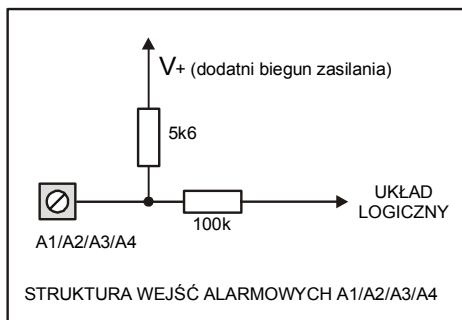 V+ (dodatni biegun zasilania)
5k6
UKŁAD
LOGICZNY
100k
A1/A2/A3/A4
STRUKTURA WEJŚĆ ALARMOWYCH A1/A2/A3/A4